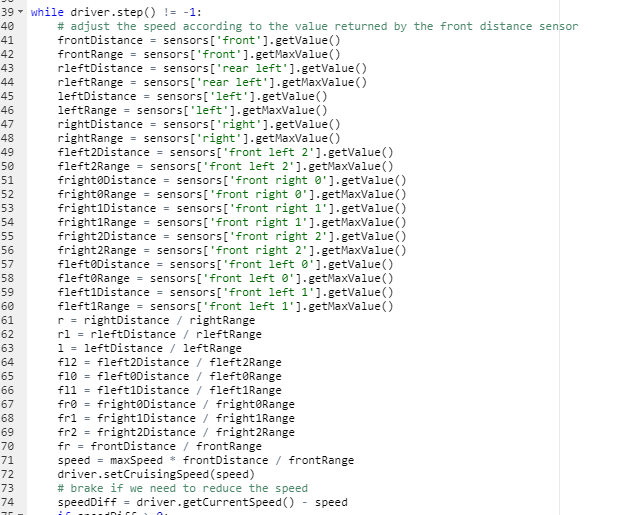 39 while driver.step() != -1:
40 # adjust the speed according to the value returned by the front distance sensor
41 frontDistance = sensors['front'].getValue()
42 frontRange = sensors['front'].getMaxValue()
43 rleftDistance = sensors['rear left'].getValue()
44 rleftRange = sensors['rear left'].getMaxValue()
45 leftDistance = sensors['left'].getValue()
46 leftRange = sensors['left'].getMaxValue()
47 rightDistance = sensors['right'].getValue()
48 rightRange = sensors['right'].getMaxValue()
49 fleft2Distance = sensors['front left 2'].getValue()
50 fleft2Range = sensors['front left 2'].getMaxValue()
51 fright0Distance = sensors['front right 0'].getValue()
52 fright0Range = sensors['front right 0'].getMaxValue()
53 fright1Distance = sensors['front right 1'].getValue()
54 fright1Range = sensors['front right 1'].getMaxValue()
55 fright2Distance = sensors['front right 2'].getValue()
56 fright2Range = sensors['front right 2'].getMaxValue()
57 fleft0Distance = sensors['front left 0'].getValue()
58 fleft0Range = sensors['front left 0'].getMaxValue()
59 fleft1Distance = sensors['front left 1'].getValue()
60 fleft1Range = sensors['front left 1'].getMaxValue()
61 r = rightDistance / rightRange
62 rl = rleftDistance / rleftRange
63 l = leftDistance / leftRange
64 fl2 = fleft2Distance / fleft2Range
65 fl0 = fleft0Distance / fleft0Range
66 fl1 = fleft1Distance / fleft1Range
67 fr0 = fright0Distance / fright0Range
68 fr1 = fright1Distance / fright1Range
69 fr2 = fright2Distance / fright2Range
70 fr = frontDistance / frontRange
71 speed = maxSpeed * frontDistance / frontRange
72 driver.setCruisingSpeed(speed)
73 # brake if we need to reduce the speed
74 speedDiff = driver.getCurrentSpeed() - speed